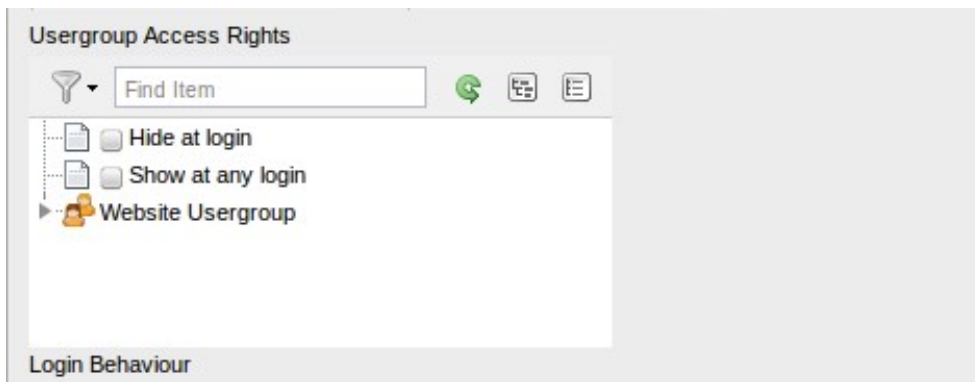 Usergroup Access Rights
Find Item
Hide at login
Show at any login
Website Usergroup
Login Behaviour